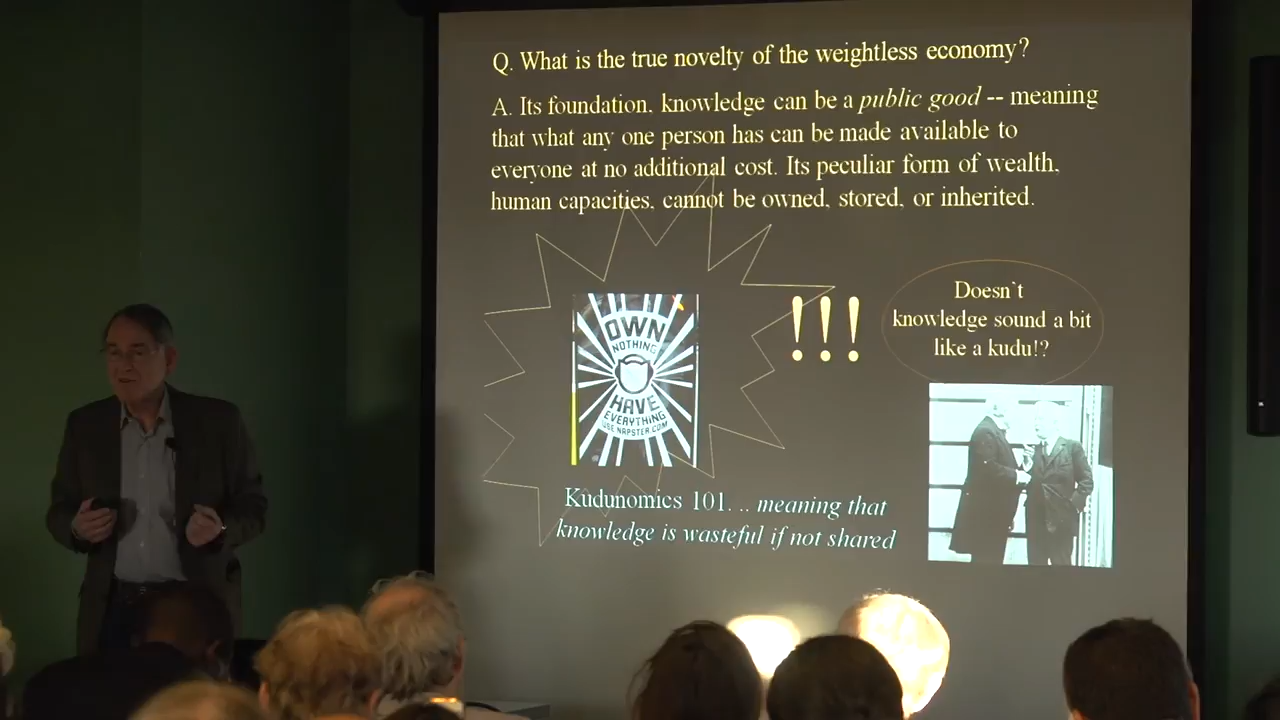 Q. What is the true novelty of the weightless economy?
A. Its foundation, knowledge can be a public good -- meaning
that what any one person has can be made available to
everyone at no additional cost. Its peculiar form of wealth,
human capacities, cannot be owned, stored, or inherited.
!!!
Doesn't
knowledge sound a bit
like a kudu!?
OWN
NOTHING
HAVE
EVERYTHING
USE NAPSTER.COM
Kudunomics 101. .. meaning that
knowledge is wasteful if not shared